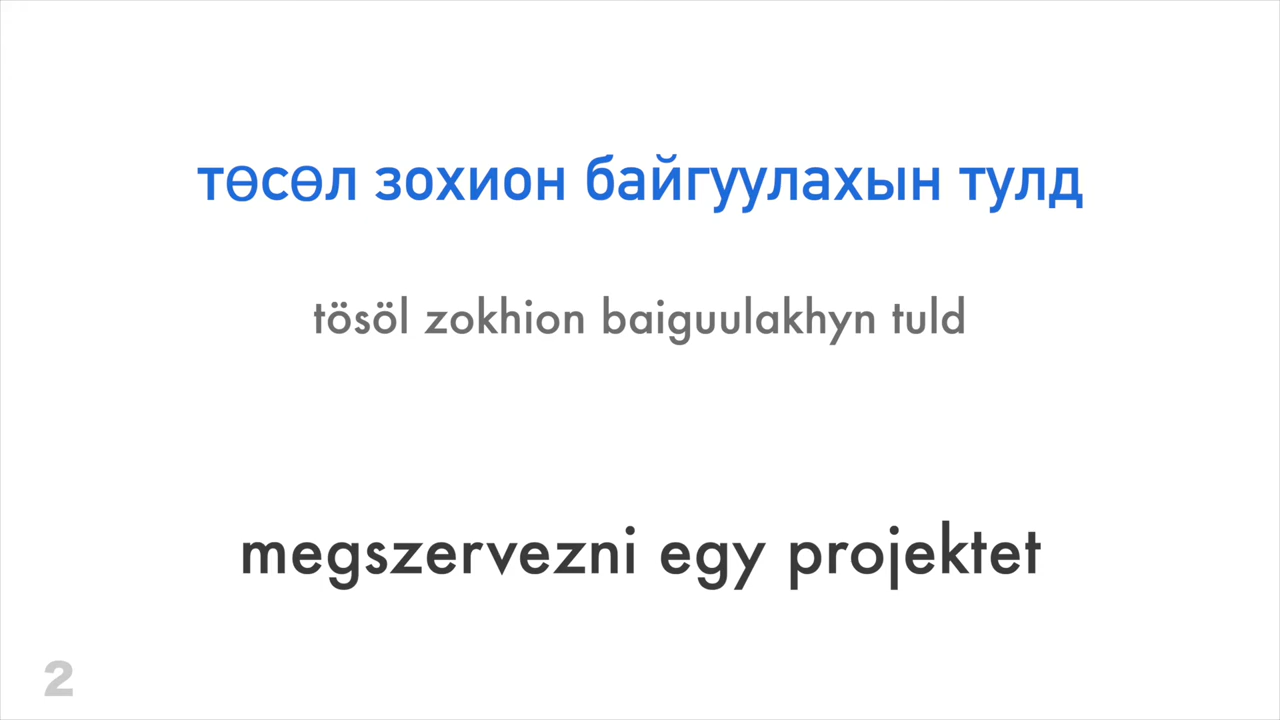 төсөл зохион байгуулахын тулд
tösöl zokhion baiguulakhyn tuld
megszervezni egy projektet
2